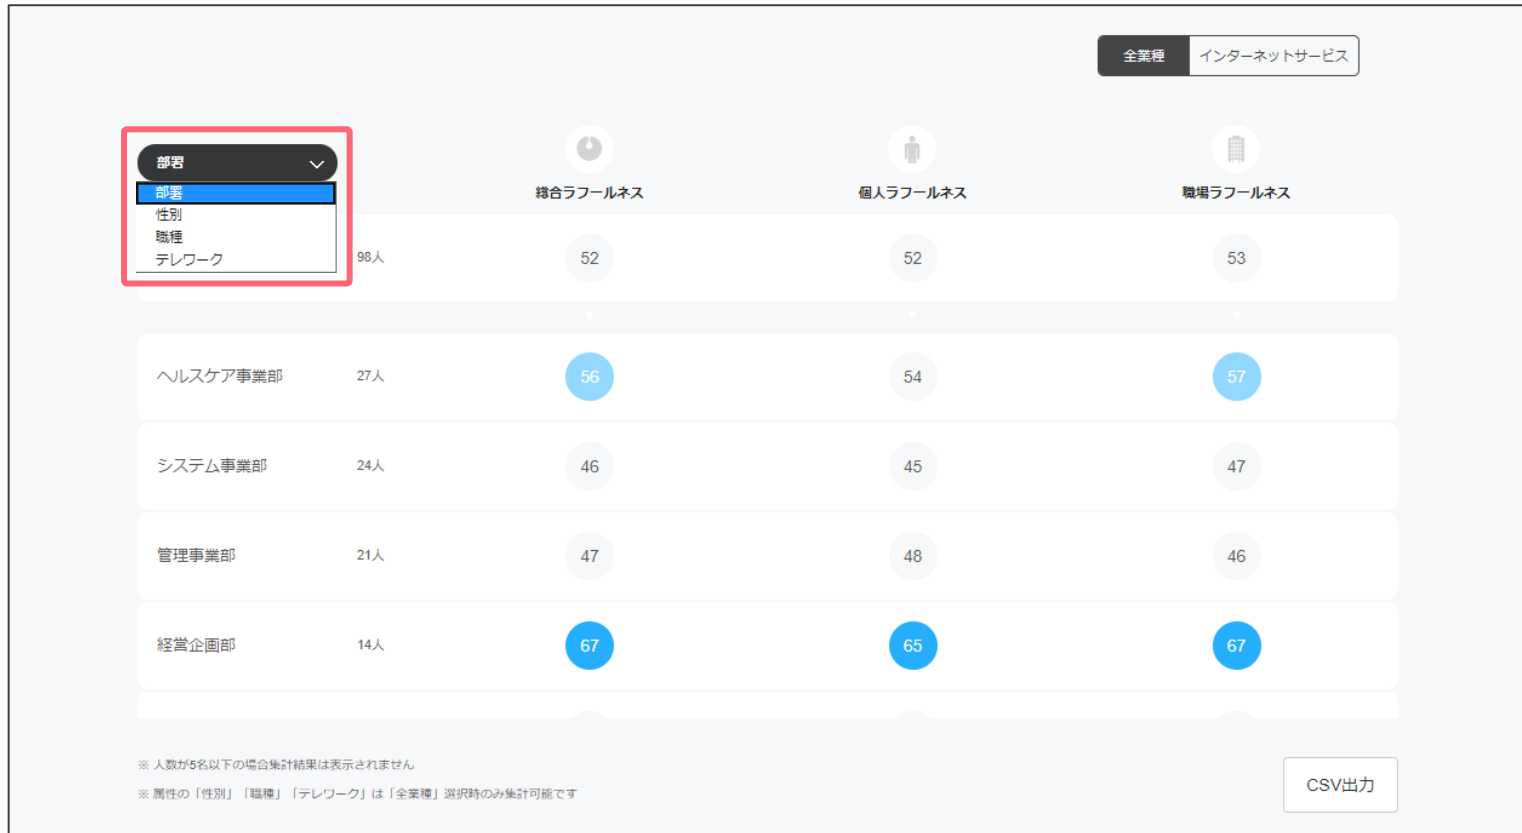 全業種 インターネットサービス
部署
部署
性別
職種
テレワーク
総合ラフールネス 個人ラフールネス 職場ラフールネス
98人 52 52 53
ヘルスケア事業部 27人 56 54 57
システム事業部 24人 46 45 47
管理事業部 21人 47 48 46
経営企画部 14人 67 65 67
※ 人数が5名以下の場合集計結果は表示されません
※ 属性の「性別」「職種」「テレワーク」は「全業種」選択時のみ集計可能です
CSV出力